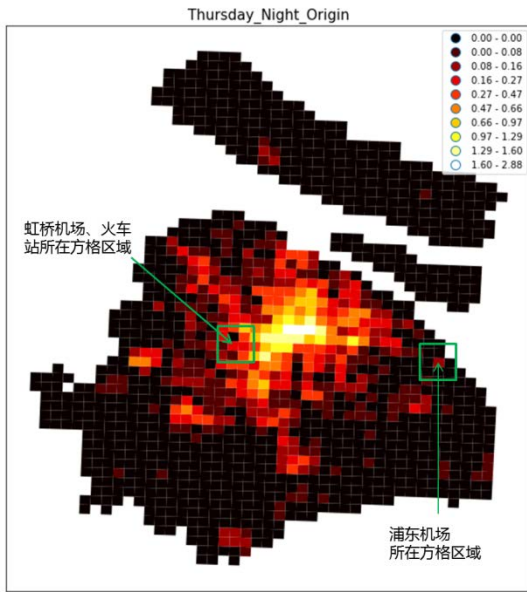 Thursday_Night_Origin
0.00 - 0.00
0.00 - 0.08
0.08 - 0.16
0.16 - 0.27
0.27 - 0.47
0.47 - 0.66
0.66 - 0.97
0.97 - 1.29
1.29 - 1.60
1.60 - 2.88
虹桥机场、火车
站所在方格区域
浦东机场
所在方格区域